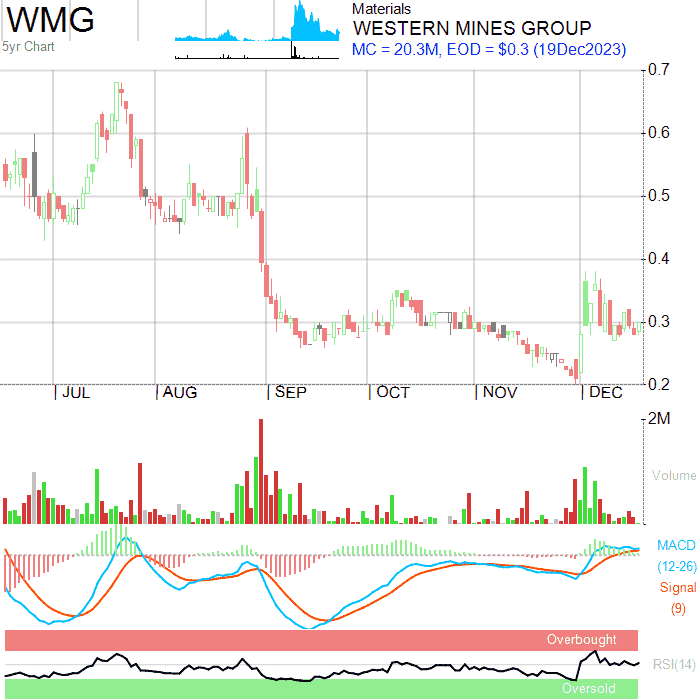 WMG
5yr Chart
Materials
WESTERN MINES GROUP
MC = 20.3M, EOD = $0.3 (19Dec2023)
0.7
0.6
0.5
0.4
0.3
0.2
JUL AUG SEP OCT NOV DEC
2M
Volume
MACD
(12-26)
Signal
(9)
Overbought
RSI(14)
Oversold